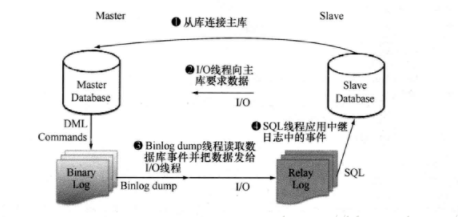 Master
Slave
❶从库连接主库
❷I/O线程向主
库要求数据
I/O
Master
Database
Slave
Database
DML
Commands
❸Binlog dump线程读取数
据库事件并把数据发给
I/O线程
❹SQL线程应用中继
日志中的事件
Binary
Log
Binlog dump
I/O
Relay
Log
SQL